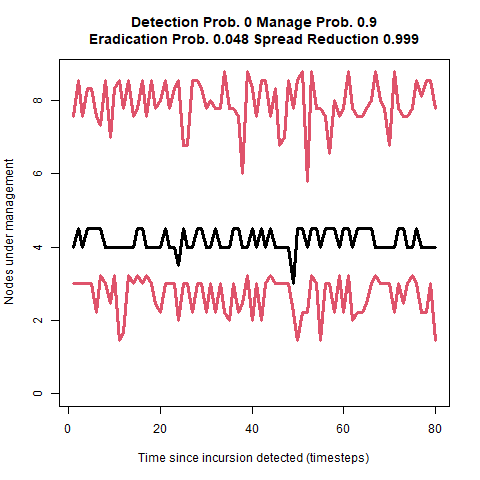 Detection Prob. 0 Manage Prob. 0.9
Eradication Prob. 0.048 Spread Reduction 0.999
Nodes under management
8
6
4
2
0
0
20
40
60
80
Time since incursion detected (timesteps)